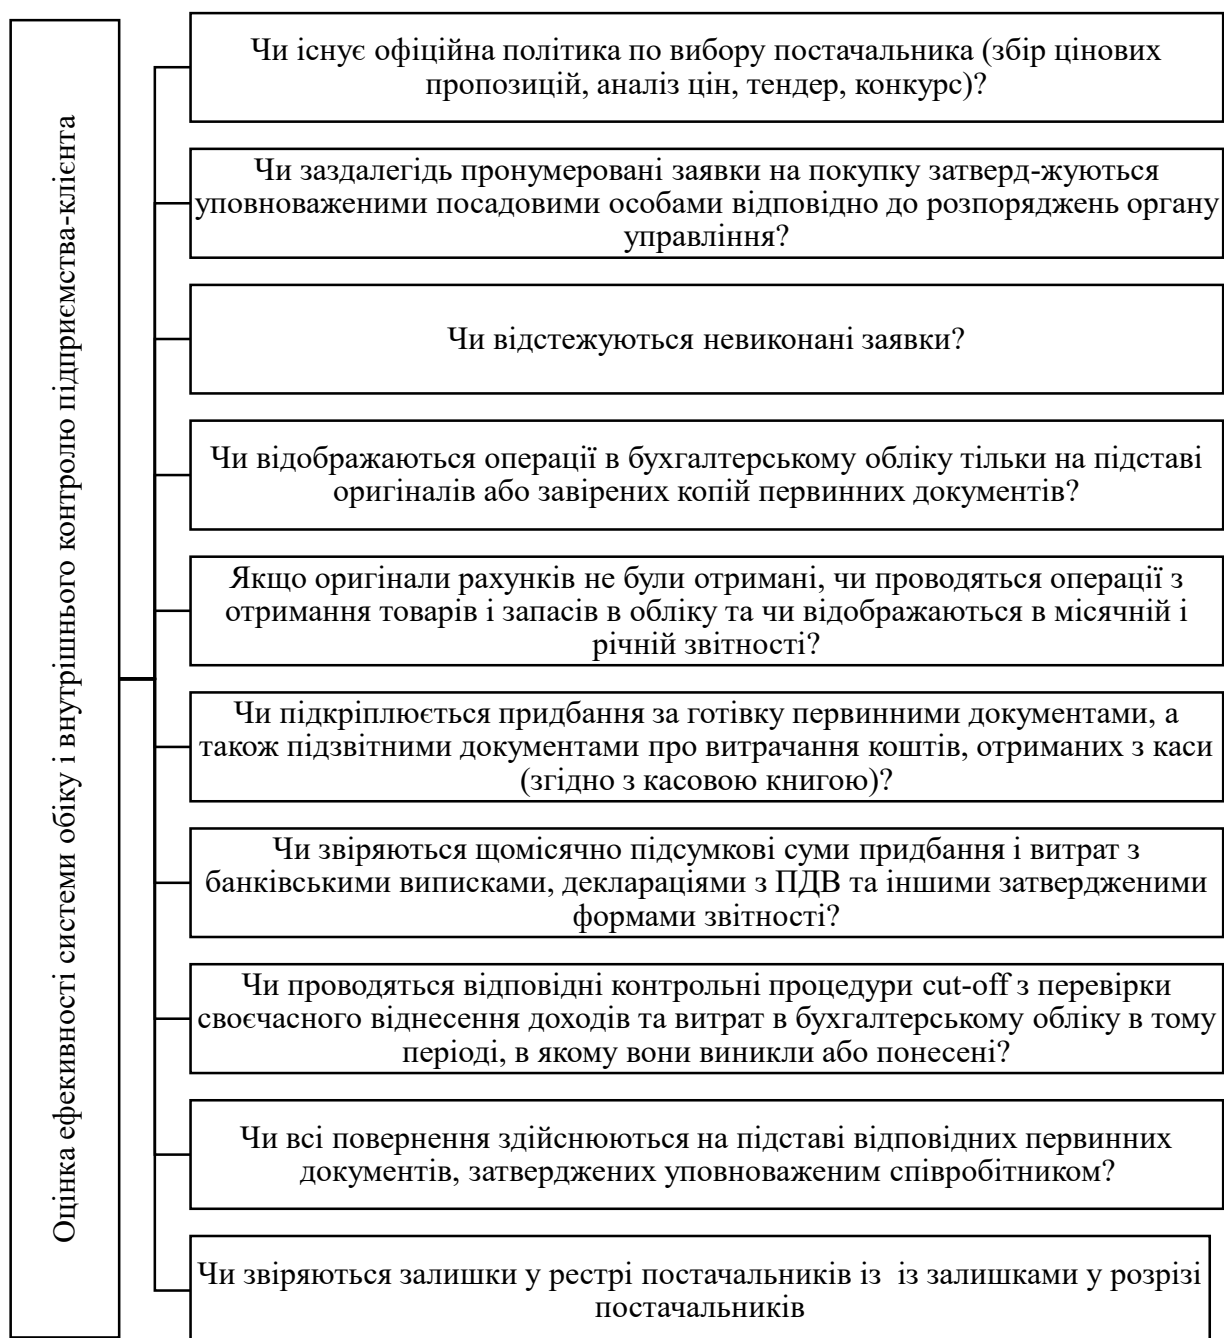 Оцінка ефекивності системи обіку і внутрішнього контролю підприємства-клієнта
Чи існує офіційна політика по вибору постачальника (збір цінових
пропозицій, аналіз цін, тендер, конкурс)?
Чи заздалегідь пронумеровані заявки на покупку затверд-жуються
уповноваженими посадовими особами відповідно до розпоряджень органу
управління?
Чи відстежуються невиконані заявки?
Чи відображаються операції в бухгалтерському обліку тільки на підставі
оригіналів або завірених копій первинних документів?
Якщо оригінали рахунків не були отримані, чи проводяться операції з
отримання товарів і запасів в обліку та чи відображаються в місячній і
річній звітності?
Чи підкріплюється придбання за готівку первинними документами, а
також підзвітними документами про витрачання коштів, отриманих з каси
(згідно з касовою книгою)?
Чи звіряються щомісячно підсумкові суми придбання і витрат з
банківськими виписками, деклараціями з ПДВ та іншими затвердженими
формами звітності?
Чи проводяться відповідні контрольні процедури cut-off з перевірки
своєчасного віднесення доходів та витрат в бухгалтерському обліку в тому
періоді, в якому вони виникли або понесені?
Чи всі повернення здійснюються на підставі відповідних первинних
документів, затверджених уповноваженим співробітником?
Чи звіряються залишки у рестрі постачальників із  із залишками у розрізі
постачальників